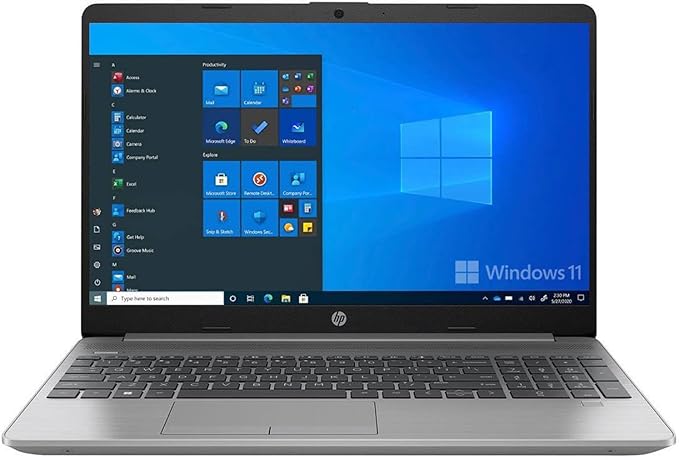 A
Access
Alarms & Clock
C
Calculator
Calendar
Camera
Company Portal
E
Excel
F
Feedback Hub
G
Get Help
Groove Music
M
Mail
Productivity
Mail
Calendar
Microsoft Edge
To Do
Whiteboard
Explore
Microsoft Store
Remote Deskt...
Company Por...
Snip & Sketch
Windows Sec...
Windows 11
Type here to search
2:30 PM
5/27/2020
hp